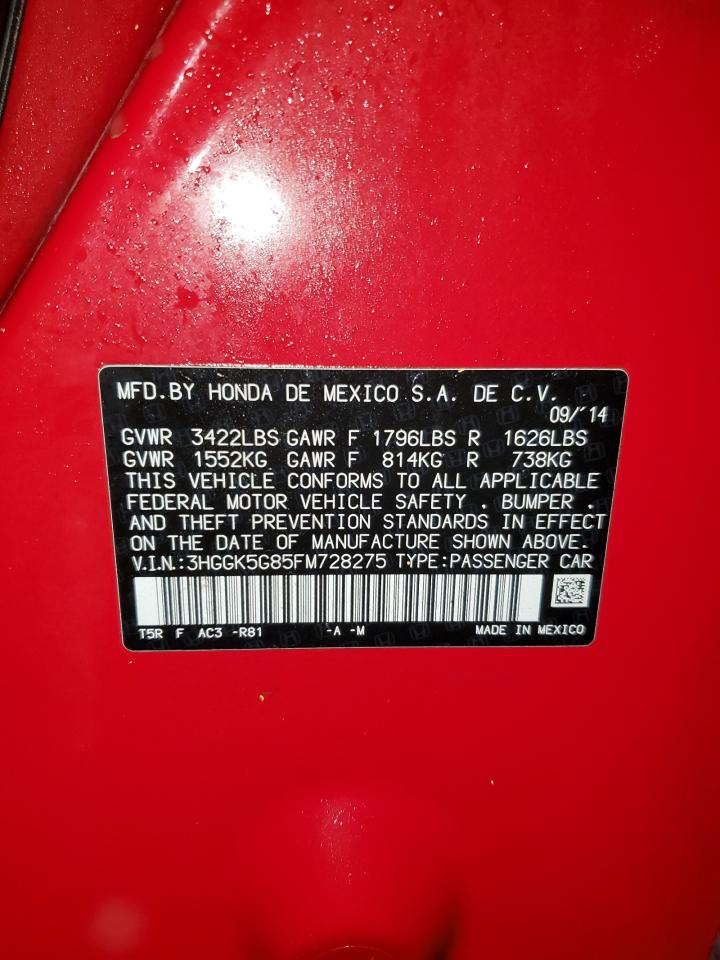 MFD.BY HONDA DE MEXICO S.A. DE C.V.
09/'14
GVWR 3422LBS GAWR F 1796LBS R 1626LBS
GVWR 1552KG GAWR F 814KG R 738KG
THIS VEHICLE CONFORMS TO ALL APPLICABLE
FEDERAL MOTOR VEHICLE SAFETY . BUMPER .
AND THEFT PREVENTION STANDARDS IN EFFECT
ON THE DATE OF MANUFACTURE SHOWN ABOVE.
V.I.N.:3HGGK5G85FM728275 TYPE:PASSENGER CAR
T5R F AC3 -R81 -A -M MADE IN MEXICO